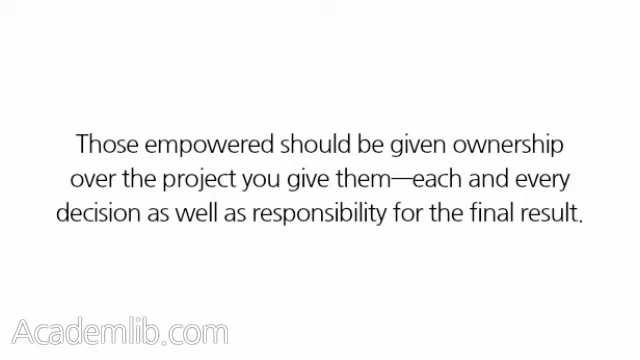 Those empowered should be given ownership
over the project you give them—each and every
decision as well as responsibility for the final result.
Academlib.com